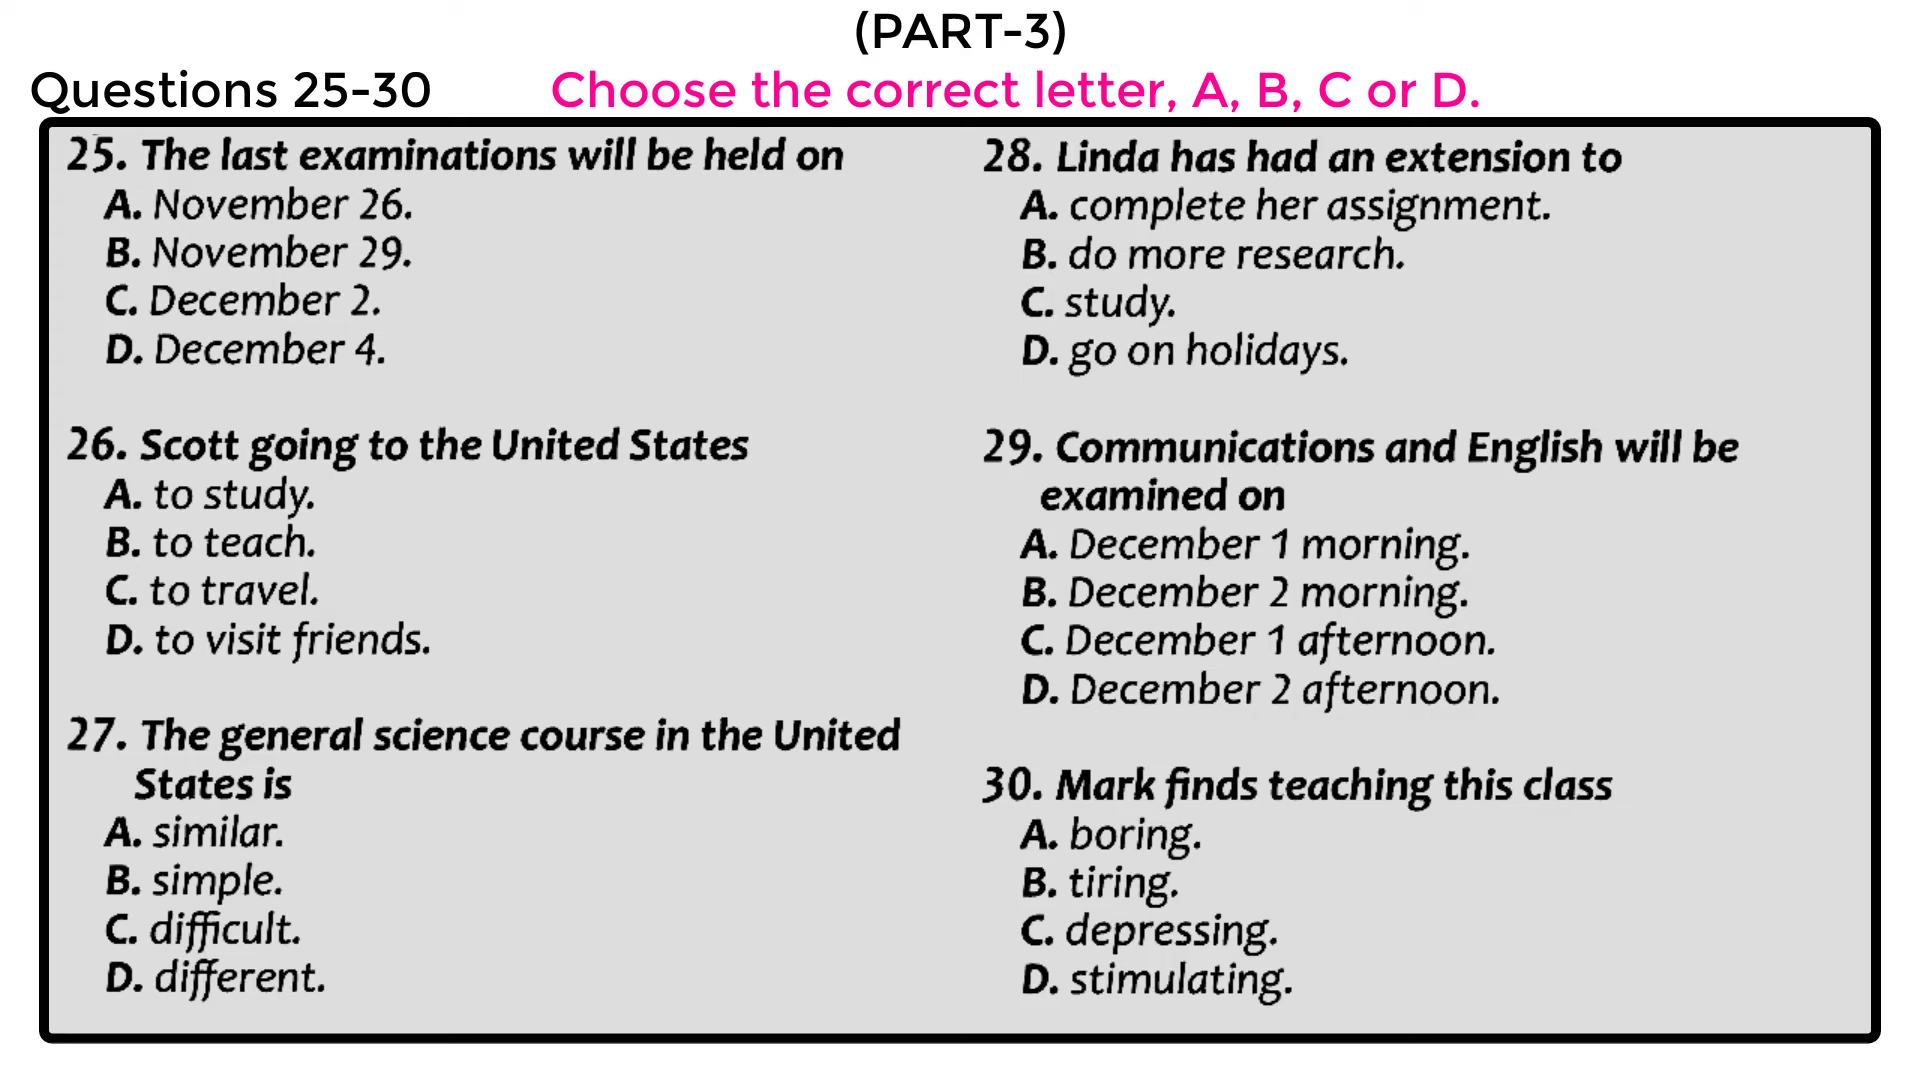 (PART-3)
Questions 25-30 Choose the correct letter, A, B, C or D.
25. The last examinations will be held on
A. November 26.
B. November 29.
C. December 2.
D. December 4.
26. Scott going to the United States
A. to study.
B. to teach.
C. to travel.
D. to visit friends.
27. The general science course in the United
States is
A. similar.
B. simple.
C. difficult.
D. different.
28. Linda has had an extension to
A. complete her assignment.
B. do more research.
C. study.
D. go on holidays.
29. Communications and English will be
examined on
A. December 1 morning.
B. December 2 morning.
C. December 1 afternoon.
D. December 2 afternoon.
30. Mark finds teaching this class
A. boring.
B. tiring.
C. depressing.
D. stimulating.